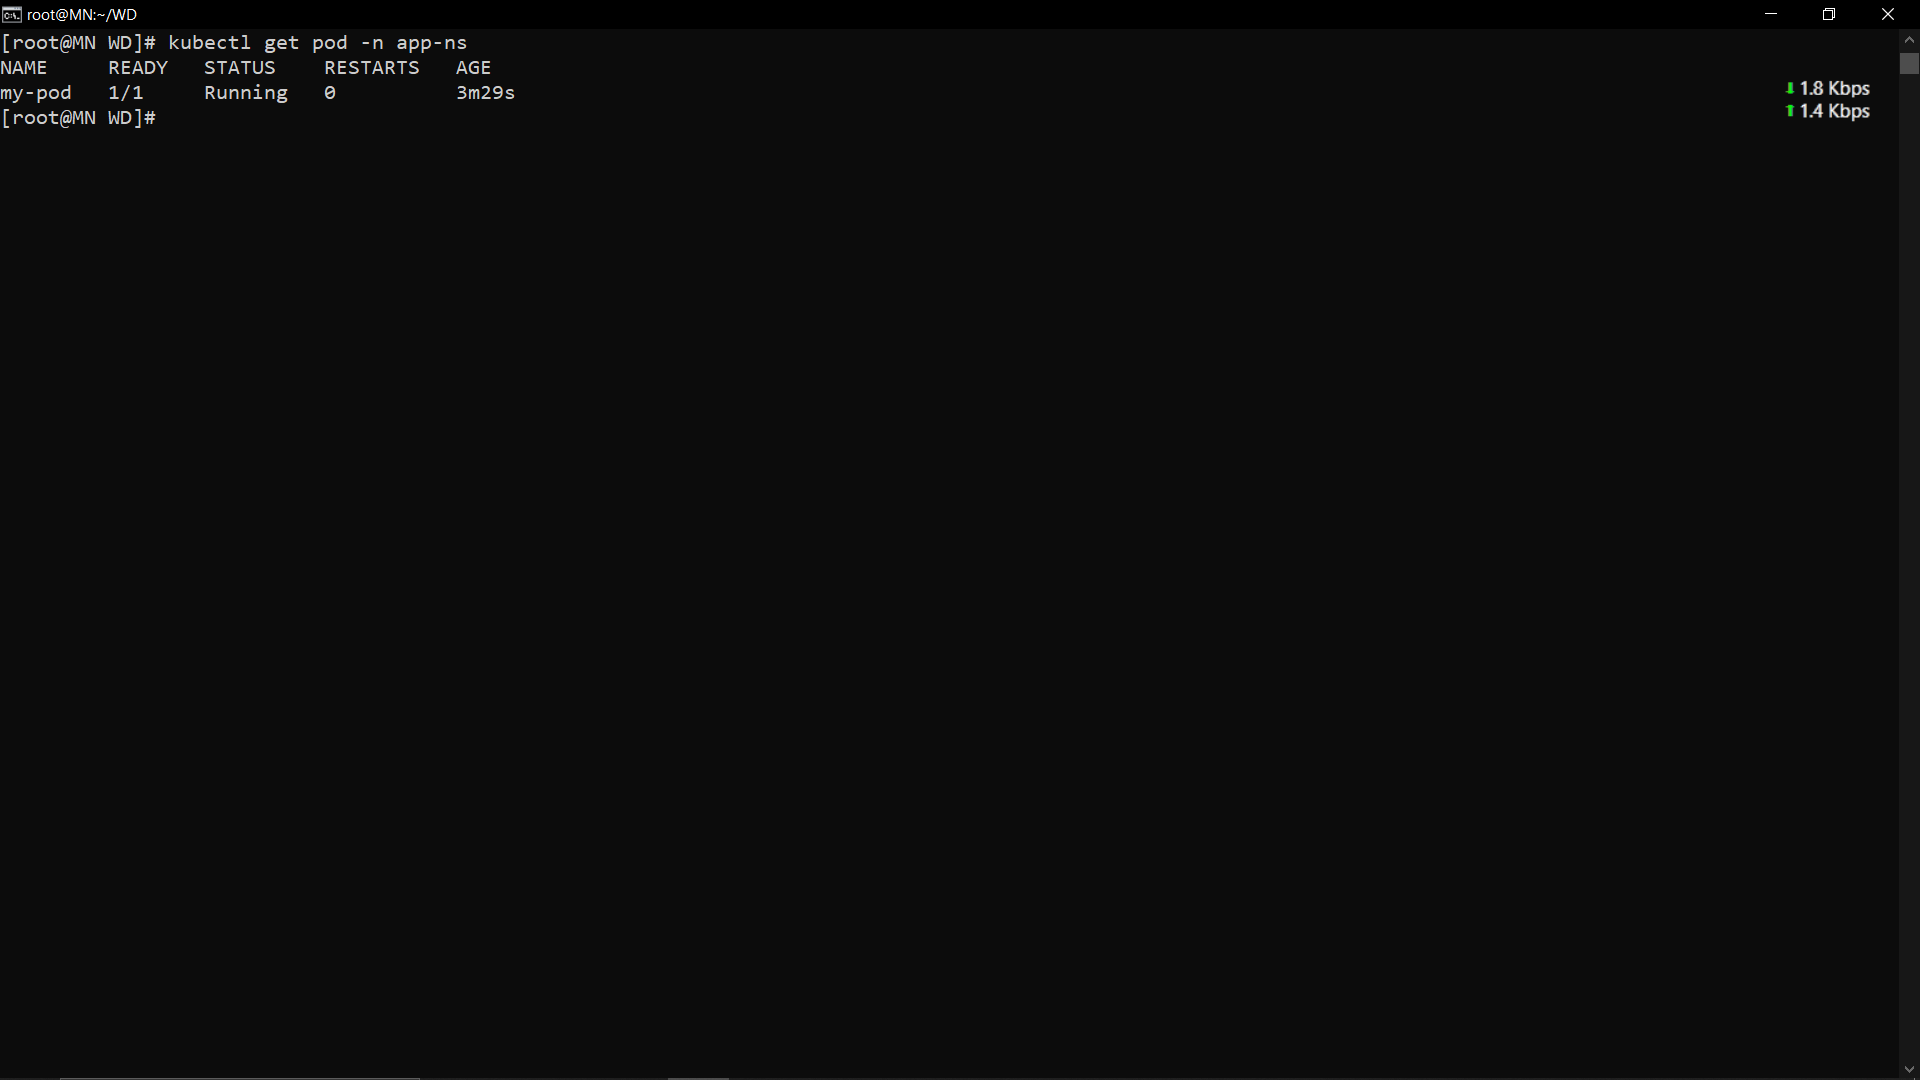 root@MN:~/WD
[root@MN WD]# kubectl get pod -n app-ns
NAME     READY   STATUS    RESTARTS   AGE
my-pod   1/1     Running   0          3m29s
[root@MN WD]#
⬇ 1.8 Kbps
⬆ 1.4 Kbps